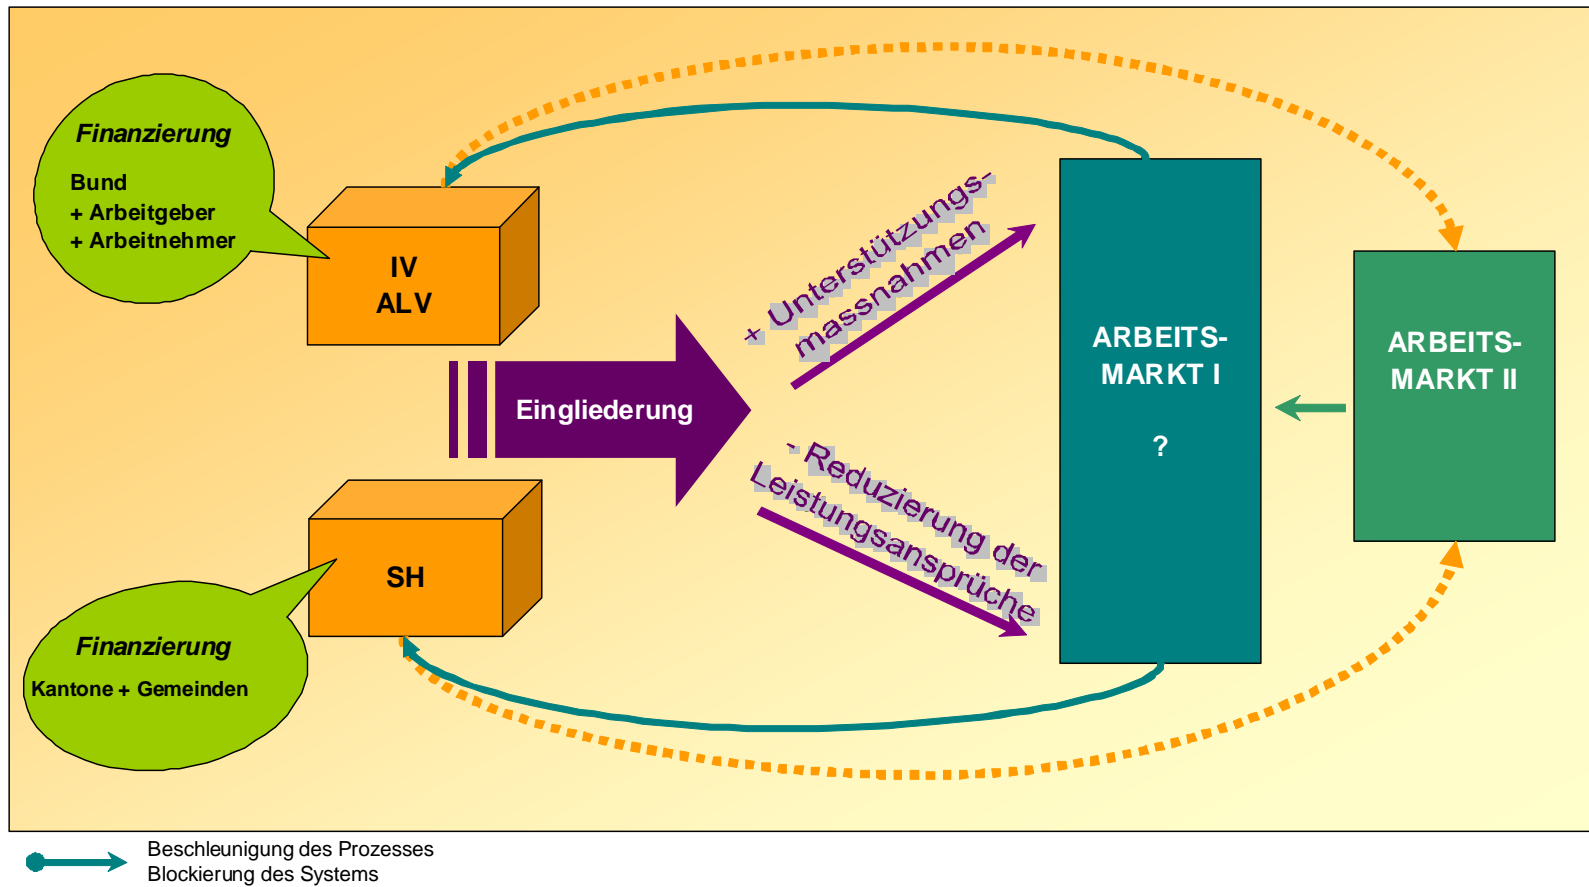 Finanzierung
Bund
+ Arbeitgeber
+ Arbeitnehmer
IV
ALV
+ Unterstützungs-
massnahmen
ARBEITS-
MARKT I
?
ARBEITS-
MARKT II
Eingliederung
- Reduzierung der
Leistungsansprüche
SH
Finanzierung
Kantone + Gemeinden
Beschleunigung des Prozesses
Blockierung des Systems